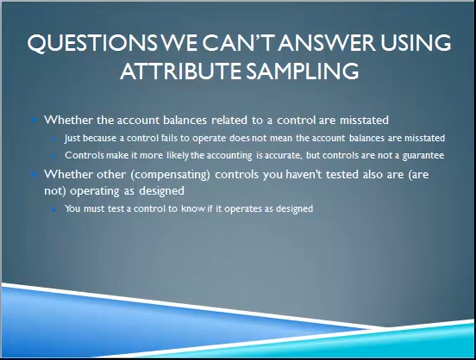 QUESTIONS WE CAN'T ANSWER USING
ATTRIBUTE SAMPLING
Whether the account balances related to a control are misstated
Just because a control fails to operate does not mean the account balances are misstated
Controls make it more likely the accounting is accurate, but controls are not a guarantee
Whether other (compensating) controls you haven't tested also are (are
not) operating as designed
You must test a control to know if it operates as designed